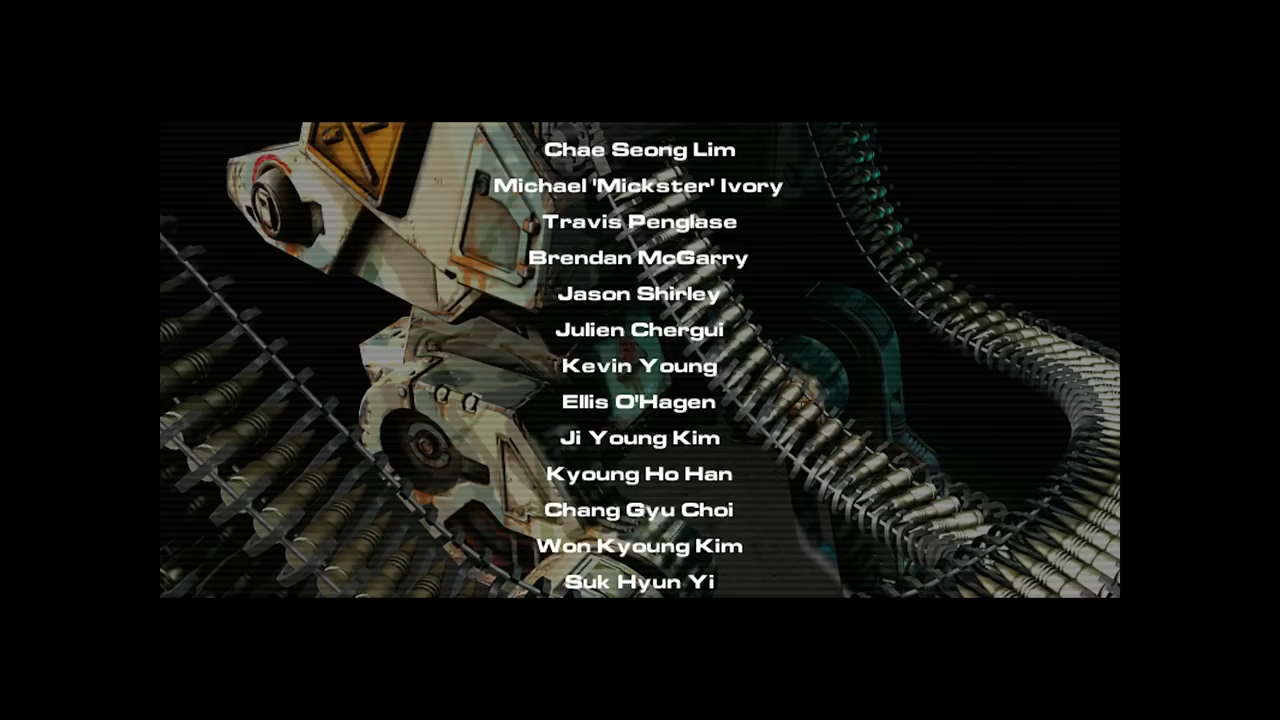 Chae Seong Lim
Michael 'Mickster' Ivory
Travis Penglase
Brendan McGarry
Jason Shirley
Julien Chergui
Kevin Young
Ellis O'Hagen
Ji Young Kim
Kyoung Ho Han
Chang Gyu Choi
Won Kyoung Kim
Suk Hyun Yi